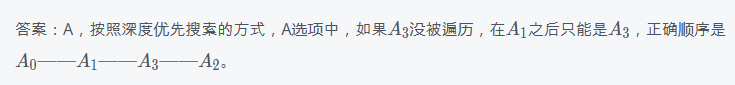 答案：A，按照深度优先搜索的方式，A选项中，如果A₃没被遍历，在A₁之后只能是A₃，正确顺序是
A₀——A₁——A₃——A₂。